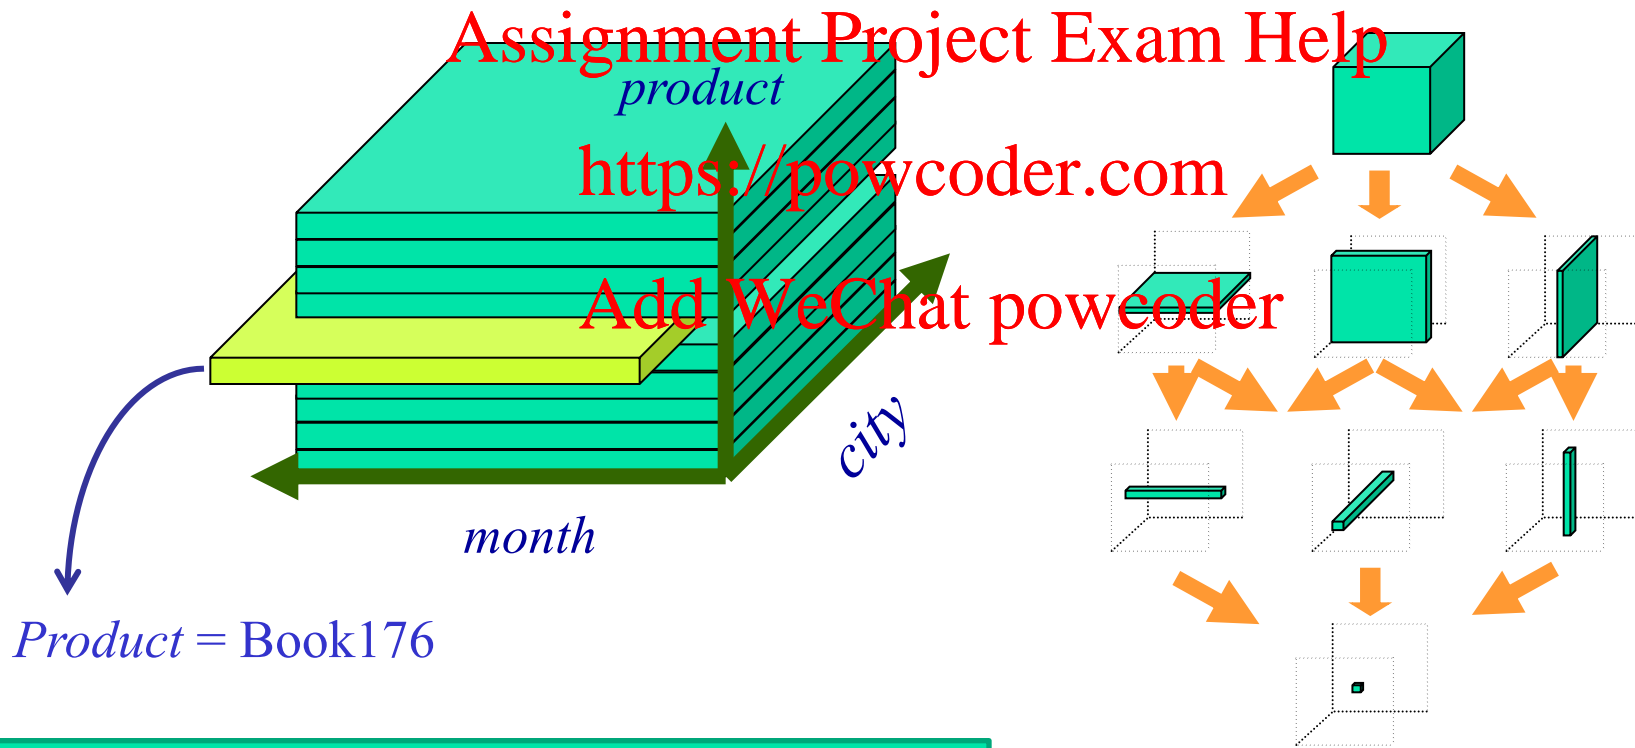 Assignment Project Exam Help
product
https://powcoder.com
Add WeChat powcoder
city
month
Product = Book176